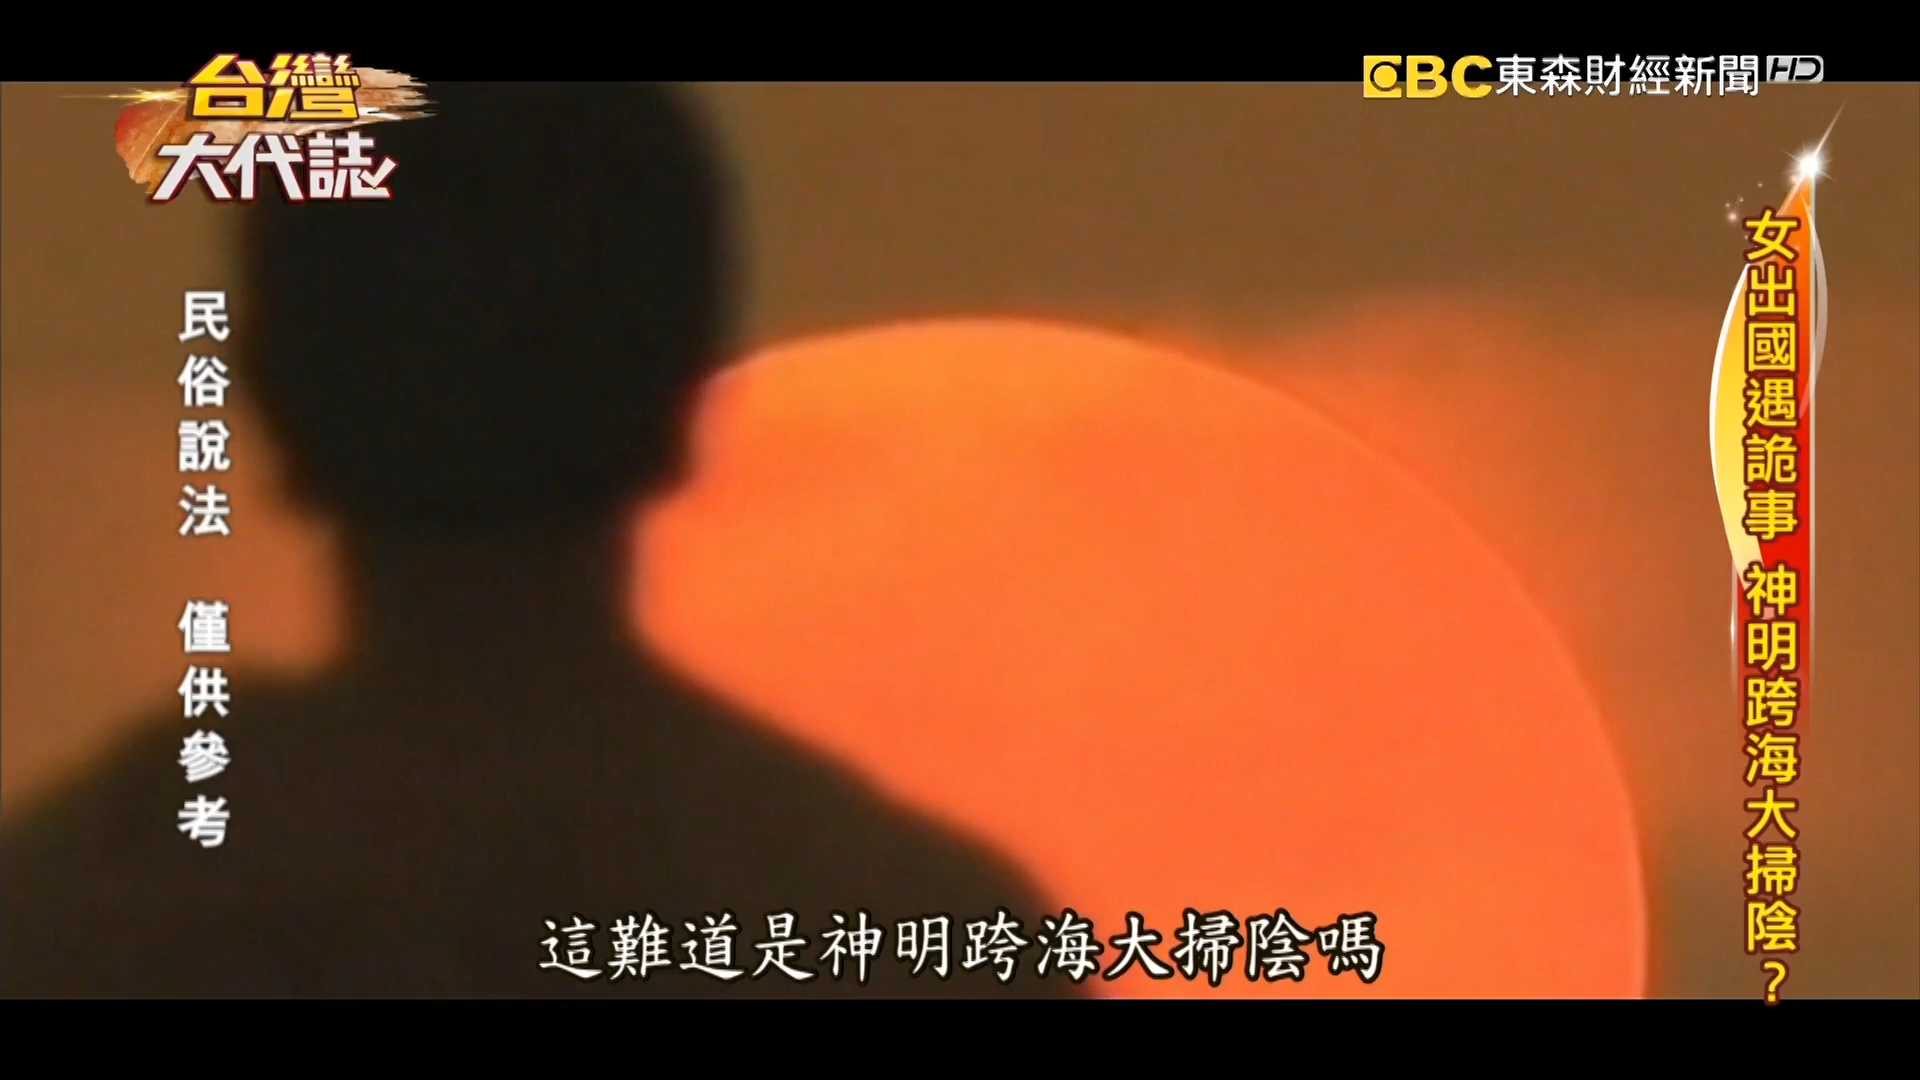 台灣
大代誌
EBC東森財經新聞HD
民俗說法 僅供參考
女出國遇詭事 神明跨海大掃陰？
這難道是神明跨海大掃陰嗎